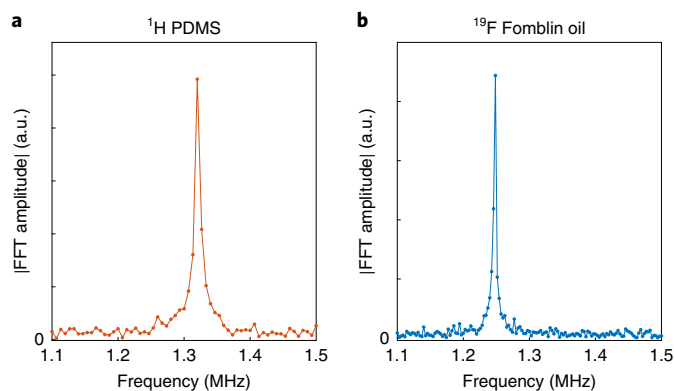 a
¹H PDMS
|FFT amplitude| (a.u.)
0
1.1 1.2 1.3 1.4 1.5
Frequency (MHz)
b
¹⁹F Fomblin oil
|FFT amplitude| (a.u.)
0
1.1 1.2 1.3 1.4 1.5
Frequency (MHz)